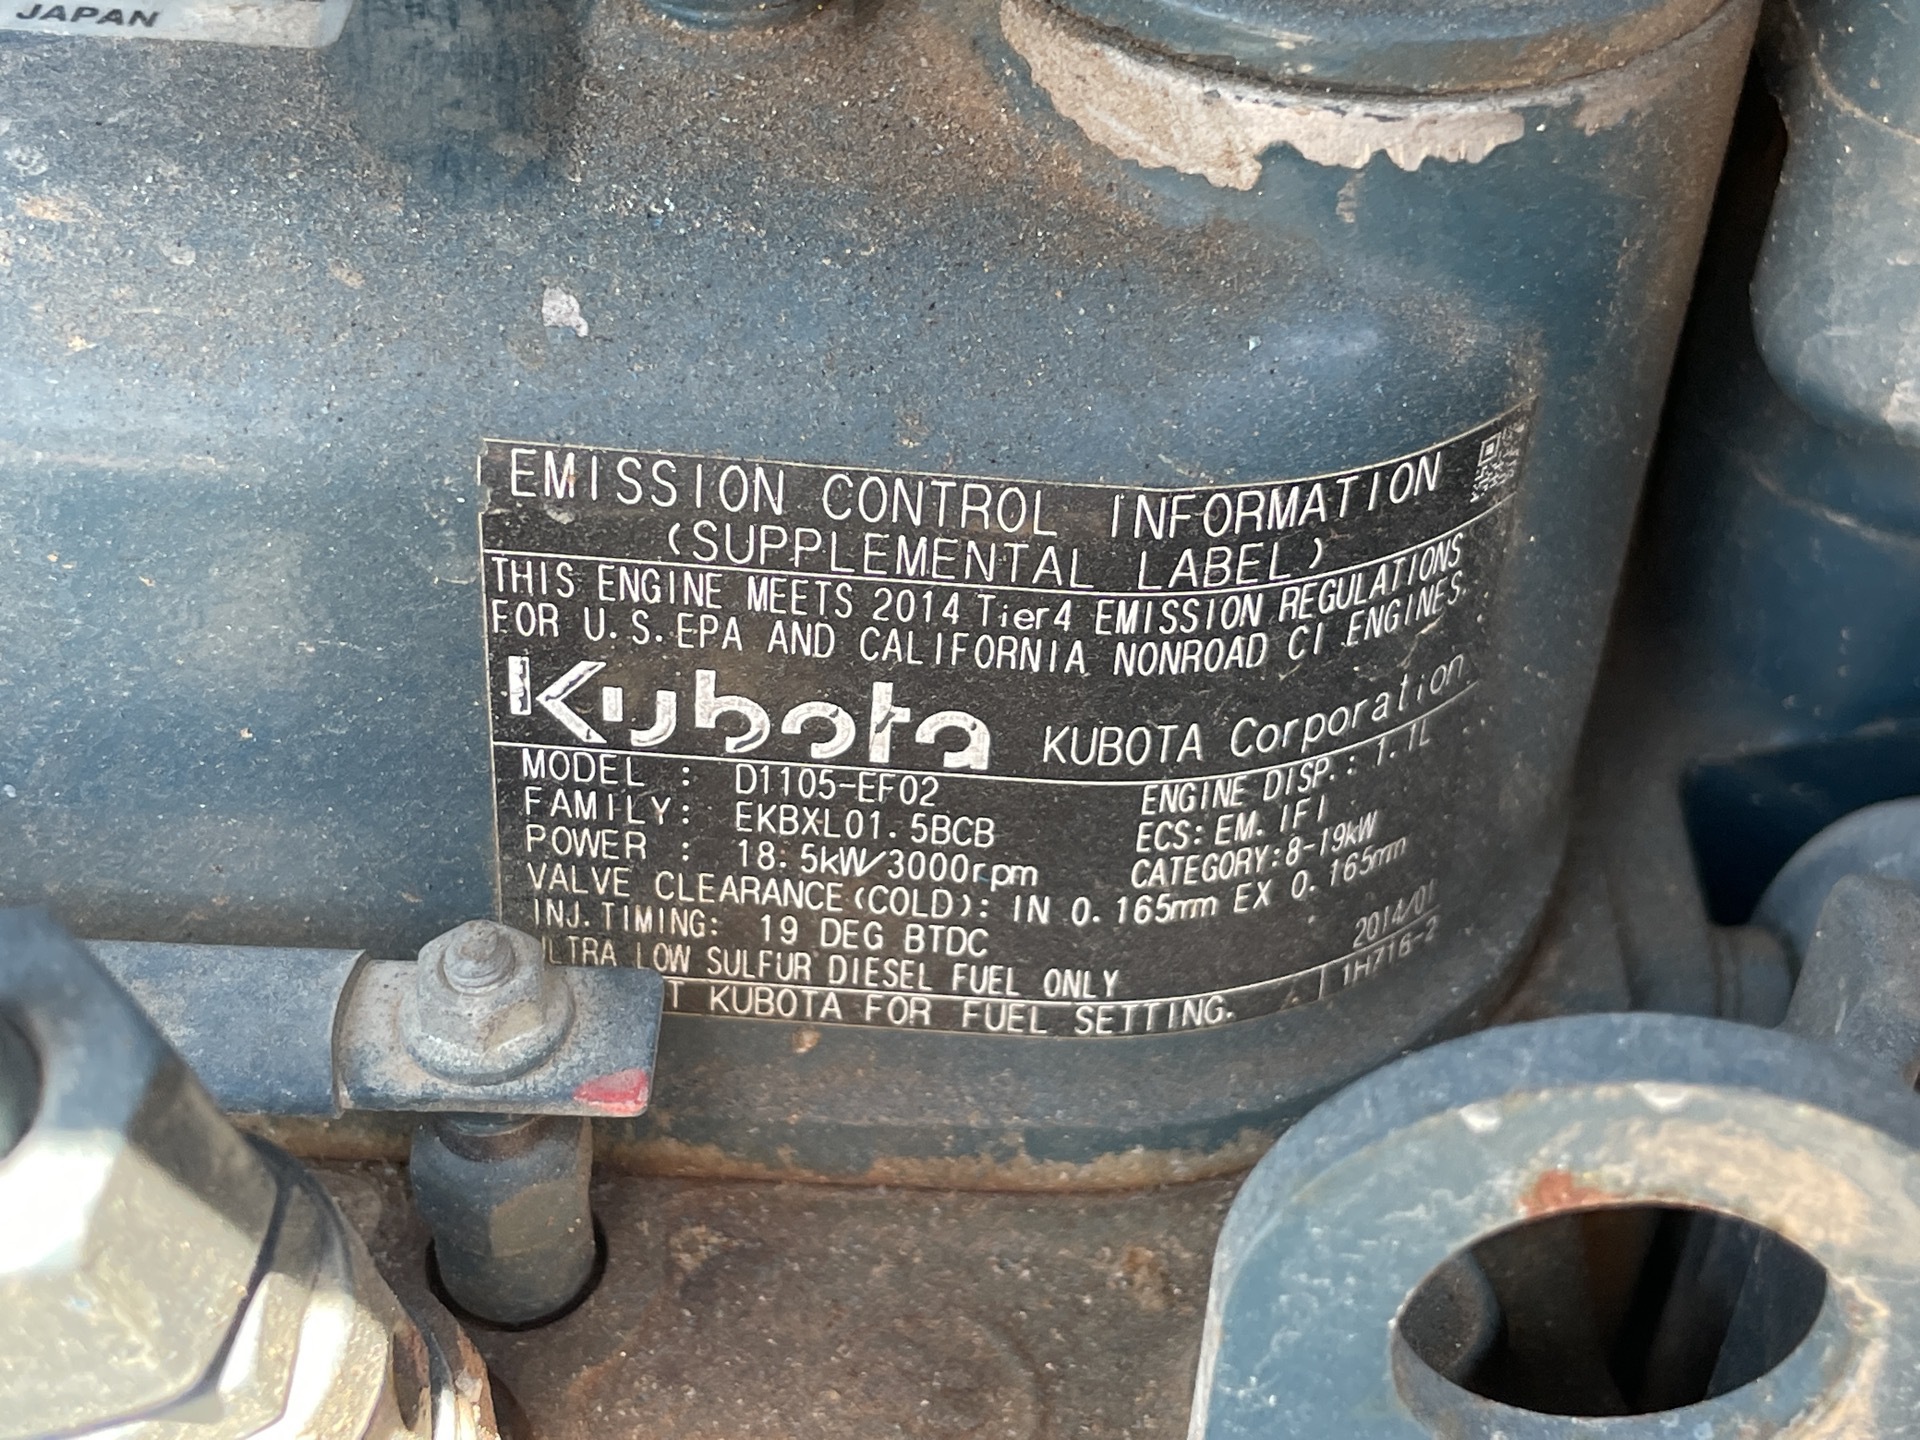 JAPAN
EMISSION CONTROL INFORMATION
(SUPPLEMENTAL LABEL)
THIS ENGINE MEETS 2014 Tier4 EMISSION REGULATIONS
FOR U.S.EPA AND CALIFORNIA NONROAD CI ENGINES.
Kubota KUBOTA Corporation
MODEL : D1105-EF02 ENGINE DISP.: 1.1L
FAMILY: EKBXL01.5BCB ECS: EM. IFI
POWER : 18.5kW/3000rpm CATEGORY:8-19kW
VALVE CLEARANCE(COLD): IN 0.165mm EX 0.165mm
INJ.TIMING: 19 DEG BTDC 2014/01
ULTRA LOW SULFUR DIESEL FUEL ONLY 1H716-2
KUBOTA FOR FUEL SETTING.